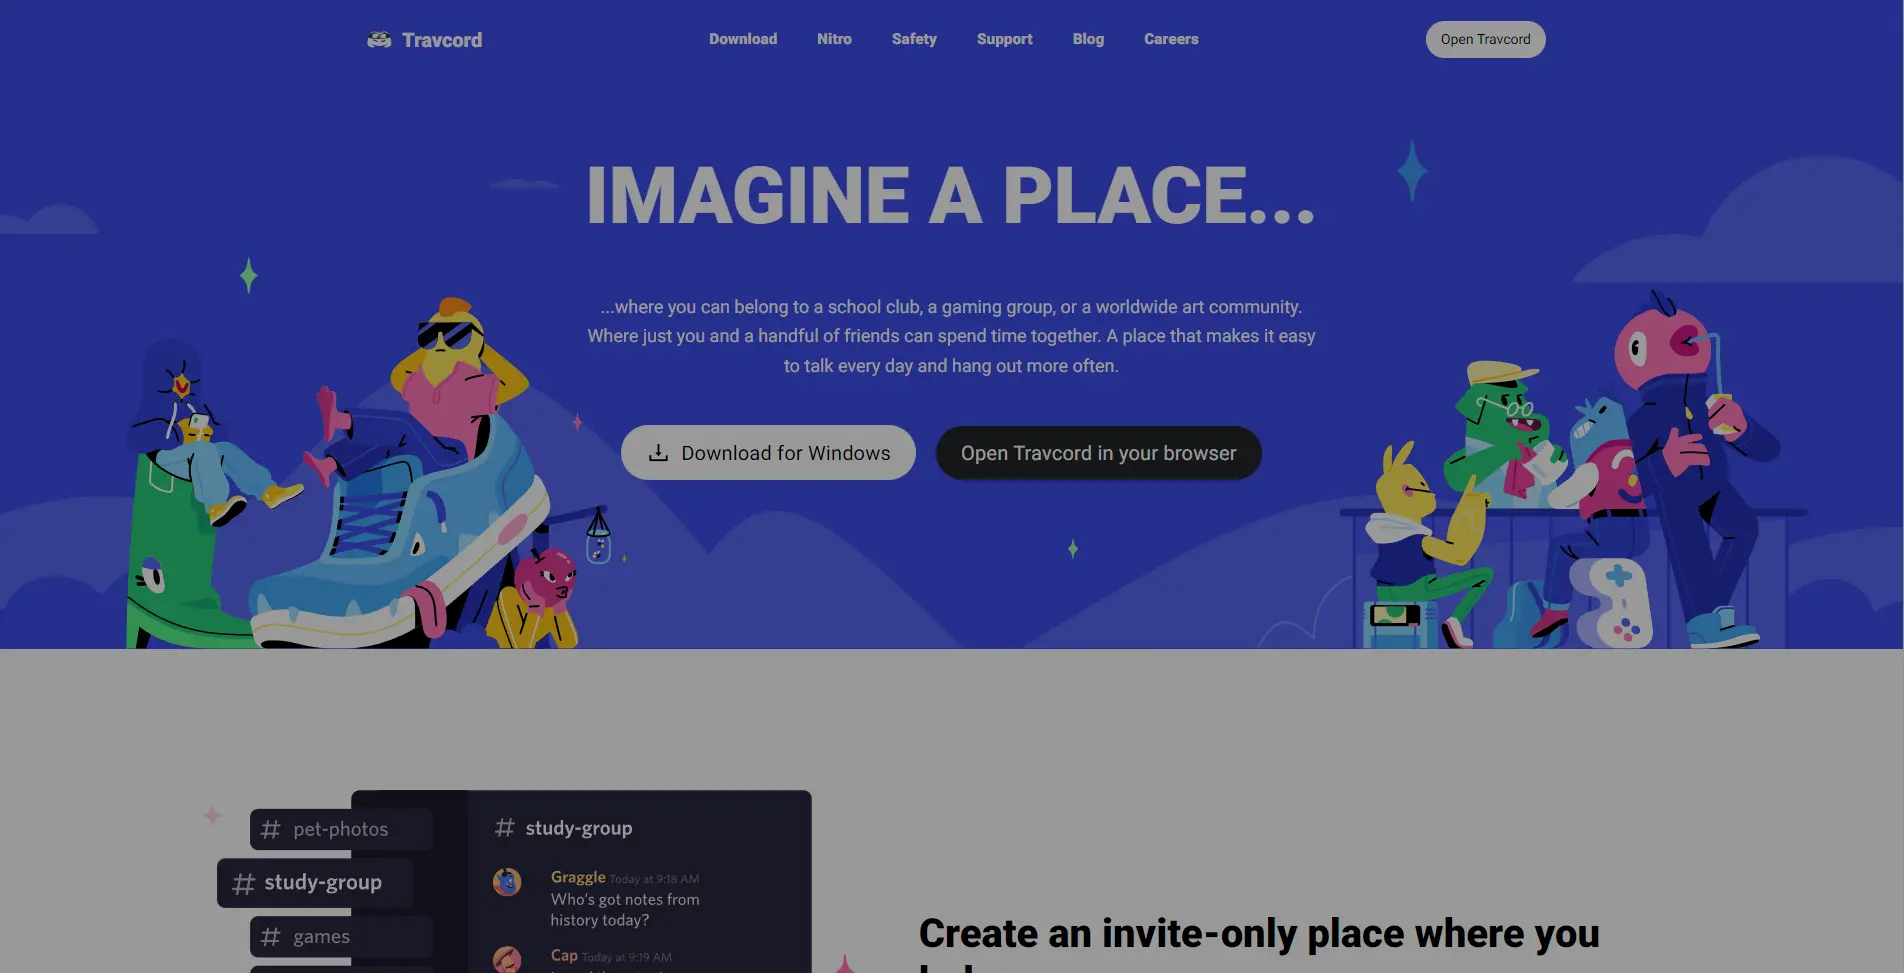 Travcord
Download
Nitro
Safety
Support
Blog
Careers
Open Travcord
IMAGINE A PLACE...
...where you can belong to a school club, a gaming group, or a worldwide art community.
Where just you and a handful of friends can spend time together. A place that makes it easy
to talk every day and hang out more often.
Download for Windows
Open Travcord in your browser
# pet-photos
# study-group
# games
# study-group
Graggle Today at 9:18 AM
Who's got notes from
history today?
Cap Today at 9:19 AM
Create an invite-only place where you